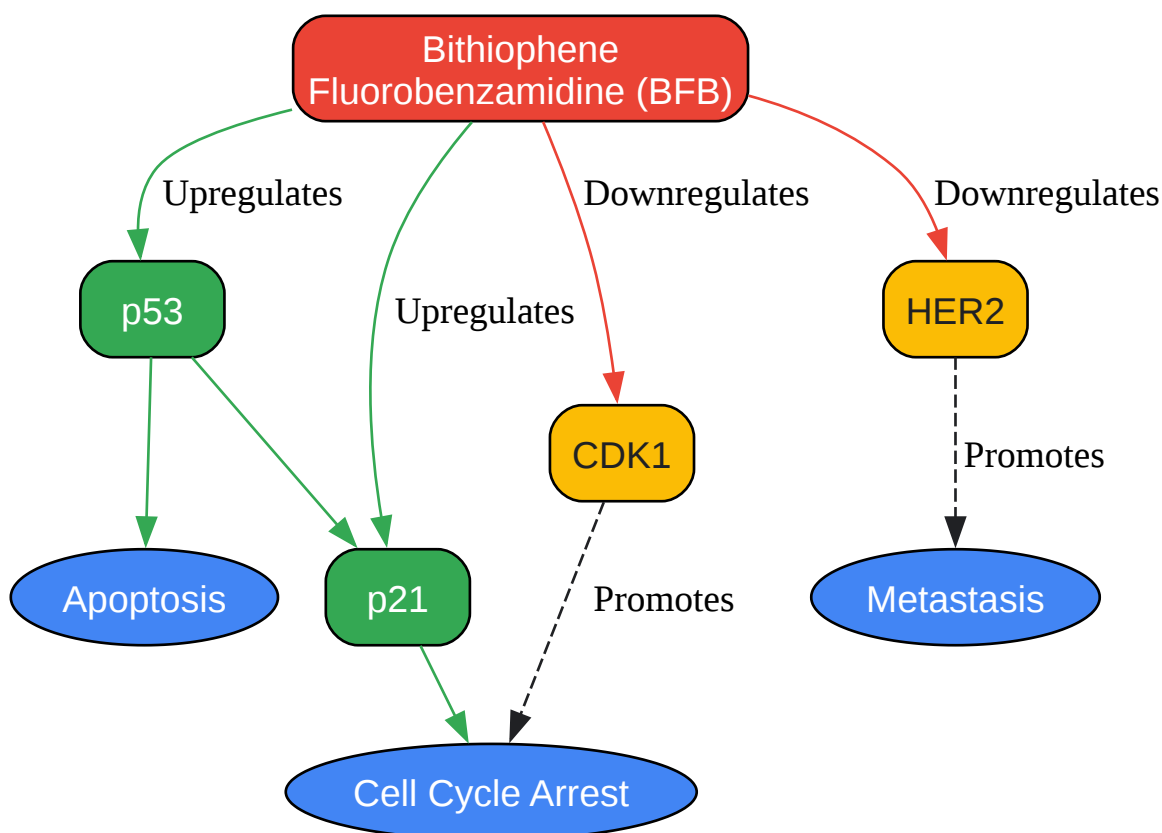 Bithiophene
Fluorobenzamidine (BFB)
Upregulates
Downregulates
Downregulates
p53
Upregulates
HER2
CDK1
Promotes
Apoptosis
p21
Promotes
Metastasis
Cell Cycle Arrest